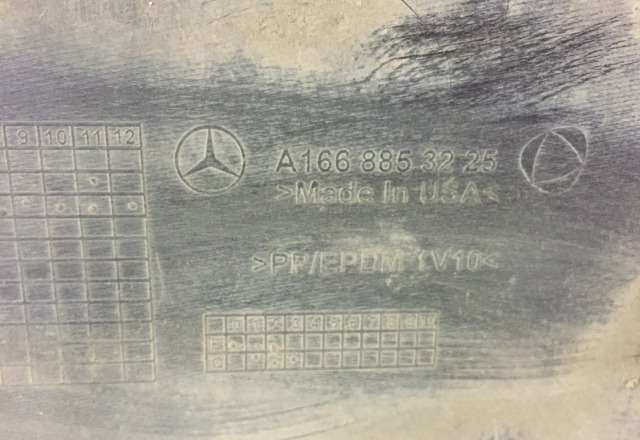 9 10 11 12
A166 885 32 25
>Made In USA<
>PP/EPDM TV10<